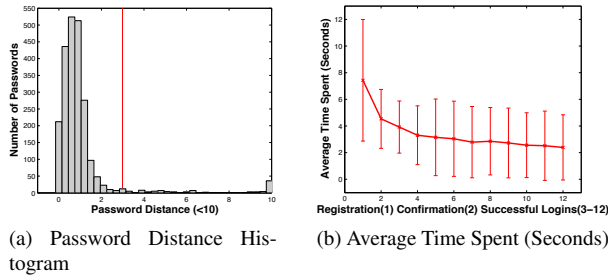 550
500
450
400
350
300
250
200
150
100
50
0
Number of Passwords
0 2 4 6 8 10
Password Distance (<10)
(a) Password Distance His-
togram
12
10
8
6
4
2
0
Average Time Spent (Seconds)
0 2 4 6 8 10 12
Registration(1) Confirmation(2) Successful Logins(3-12)
(b) Average Time Spent (Seconds)